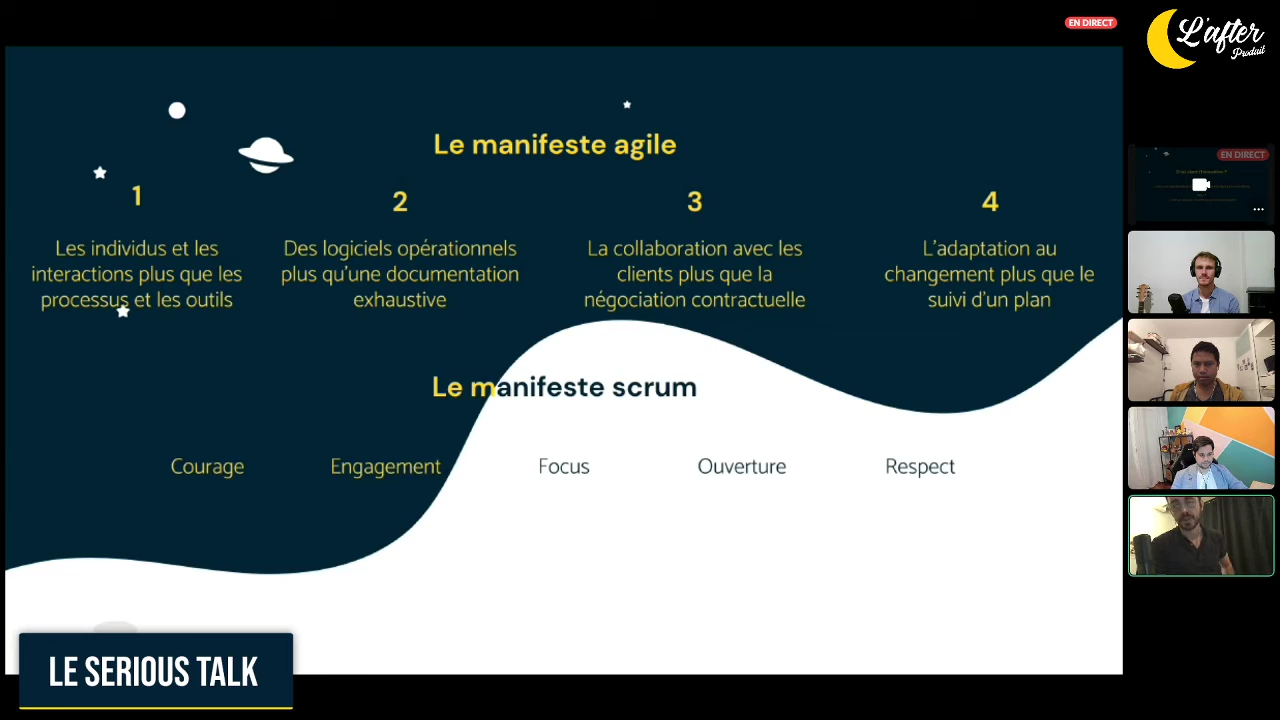 EN DIRECT
L'after
Produit
Le manifeste agile
1
Les individus et les
interactions plus que les
processus et les outils
2
Des logiciels opérationnels
plus qu'une documentation
exhaustive
3
La collaboration avec les
clients plus que la
négociation contractuelle
4
L'adaptation au
changement plus que le
suivi d'un plan
Le manifeste scrum
Courage
Engagement
Focus
Ouverture
Respect
LE SERIOUS TALK
EN DIRECT